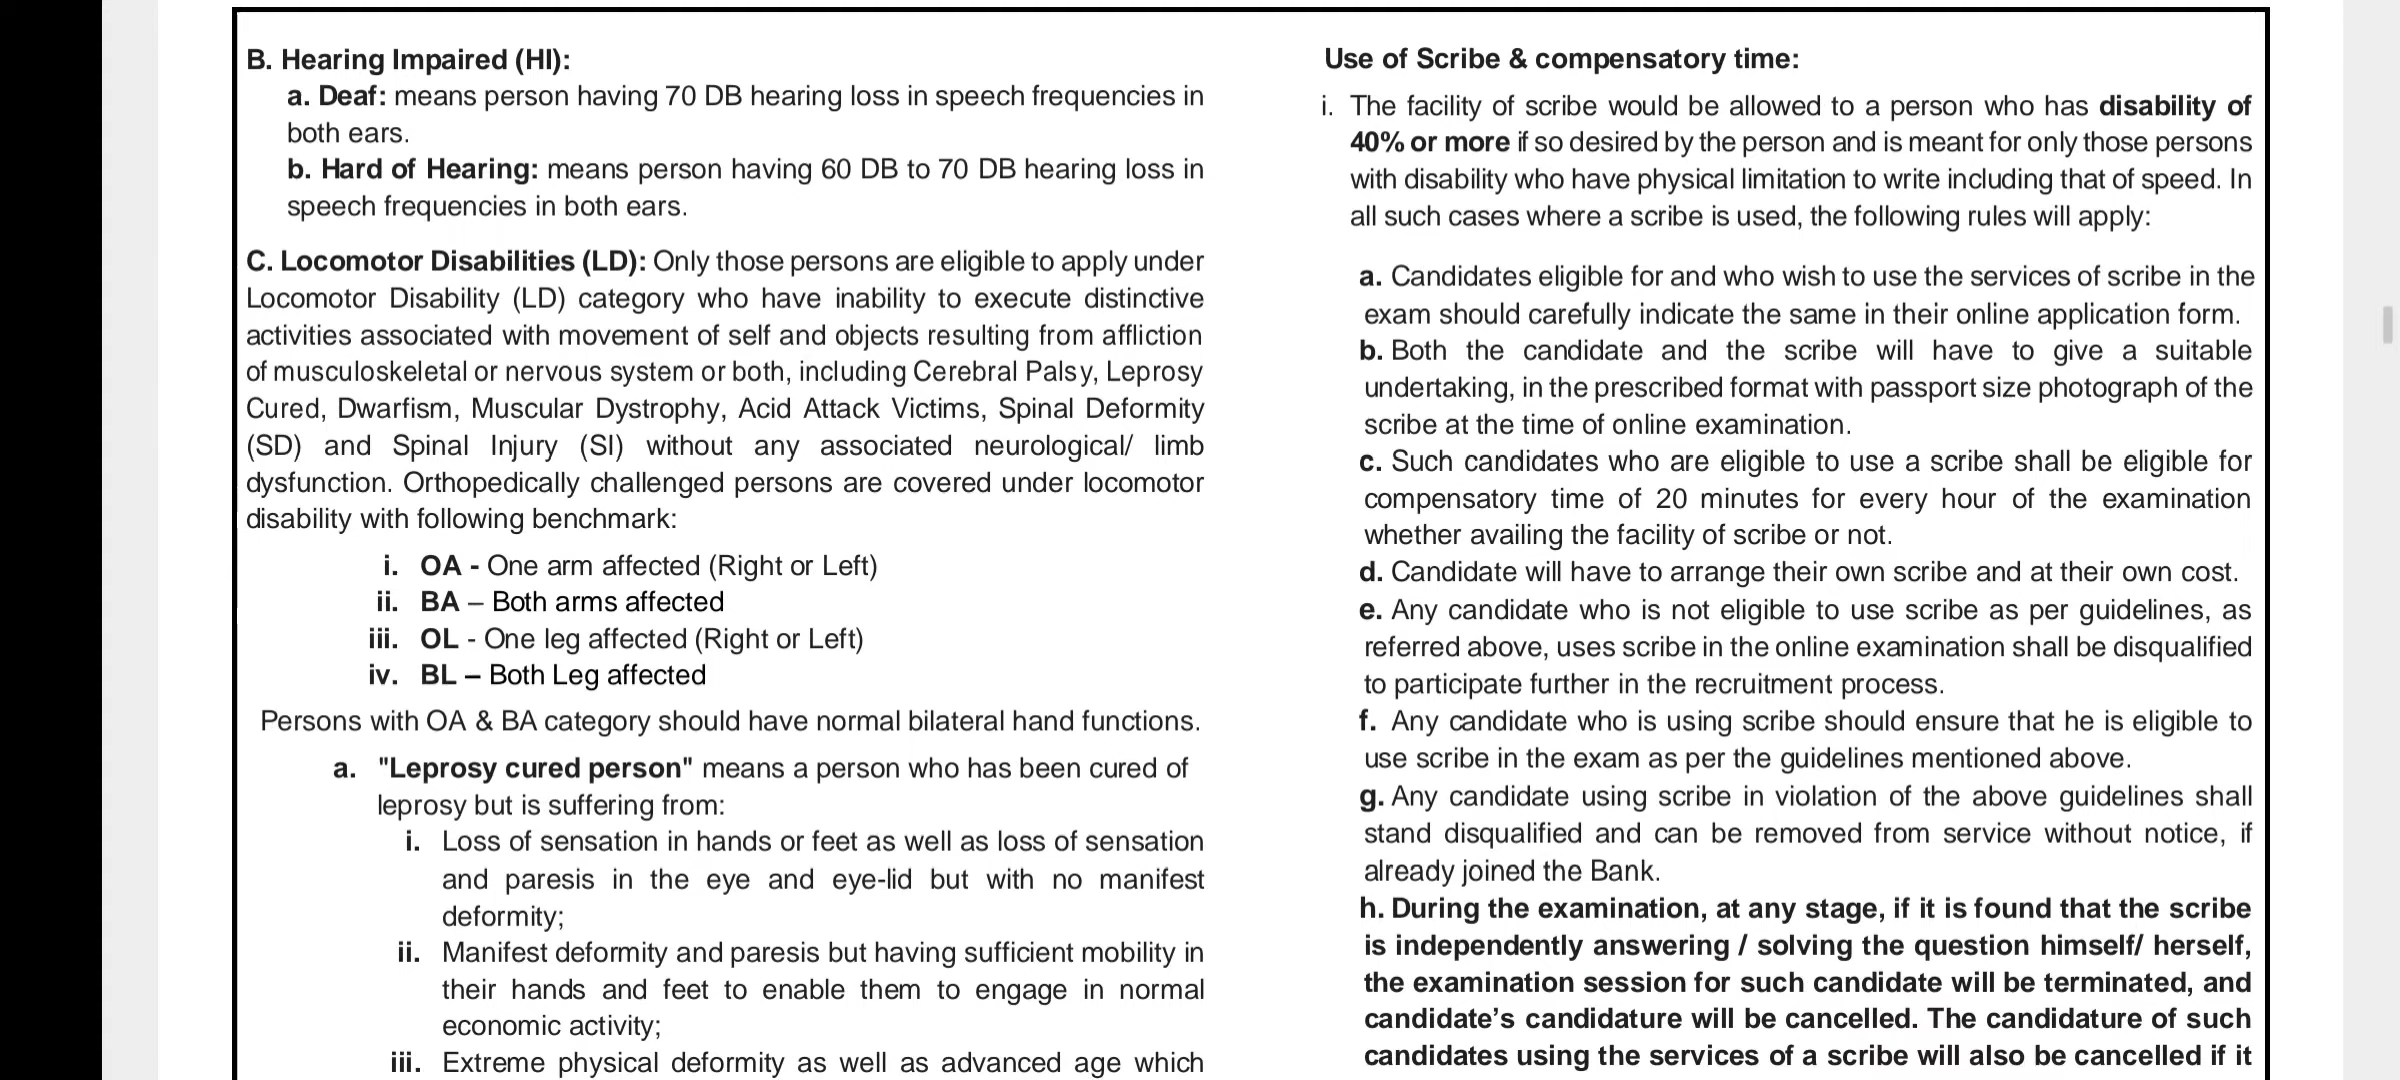 B. Hearing Impaired (HI):
a. Deaf: means person having 70 DB hearing loss in speech frequencies in
both ears.
b. Hard of Hearing: means person having 60 DB to 70 DB hearing loss in
speech frequencies in both ears.
C. Locomotor Disabilities (LD): Only those persons are eligible to apply under
Locomotor Disability (LD) category who have inability to execute distinctive
activities associated with movement of self and objects resulting from affliction
of musculoskeletal or nervous system or both, including Cerebral Palsy, Leprosy
Cured, Dwarfism, Muscular Dystrophy, Acid Attack Victims, Spinal Deformity
(SD) and Spinal Injury (SI) without any associated neurological/ limb
dysfunction. Orthopedically challenged persons are covered under locomotor
disability with following benchmark:
i. OA - One arm affected (Right or Left)
ii. BA – Both arms affected
iii. OL - One leg affected (Right or Left)
iv. BL – Both Leg affected
Persons with OA & BA category should have normal bilateral hand functions.
a. "Leprosy cured person" means a person who has been cured of
leprosy but is suffering from:
i. Loss of sensation in hands or feet as well as loss of sensation
and paresis in the eye and eye-lid but with no manifest
deformity;
ii. Manifest deformity and paresis but having sufficient mobility in
their hands and feet to enable them to engage in normal
economic activity;
iii. Extreme physical deformity as well as advanced age which
Use of Scribe & compensatory time:
i. The facility of scribe would be allowed to a person who has disability of
40% or more if so desired by the person and is meant for only those persons
with disability who have physical limitation to write including that of speed. In
all such cases where a scribe is used, the following rules will apply:
a. Candidates eligible for and who wish to use the services of scribe in the
exam should carefully indicate the same in their online application form.
b. Both the candidate and the scribe will have to give a suitable
undertaking, in the prescribed format with passport size photograph of the
scribe at the time of online examination.
c. Such candidates who are eligible to use a scribe shall be eligible for
compensatory time of 20 minutes for every hour of the examination
whether availing the facility of scribe or not.
d. Candidate will have to arrange their own scribe and at their own cost.
e. Any candidate who is not eligible to use scribe as per guidelines, as
referred above, uses scribe in the online examination shall be disqualified
to participate further in the recruitment process.
f. Any candidate who is using scribe should ensure that he is eligible to
use scribe in the exam as per the guidelines mentioned above.
g. Any candidate using scribe in violation of the above guidelines shall
stand disqualified and can be removed from service without notice, if
already joined the Bank.
h. During the examination, at any stage, if it is found that the scribe
is independently answering / solving the question himself/ herself,
the examination session for such candidate will be terminated, and
candidate's candidature will be cancelled. The candidature of such
candidates using the services of a scribe will also be cancelled if it